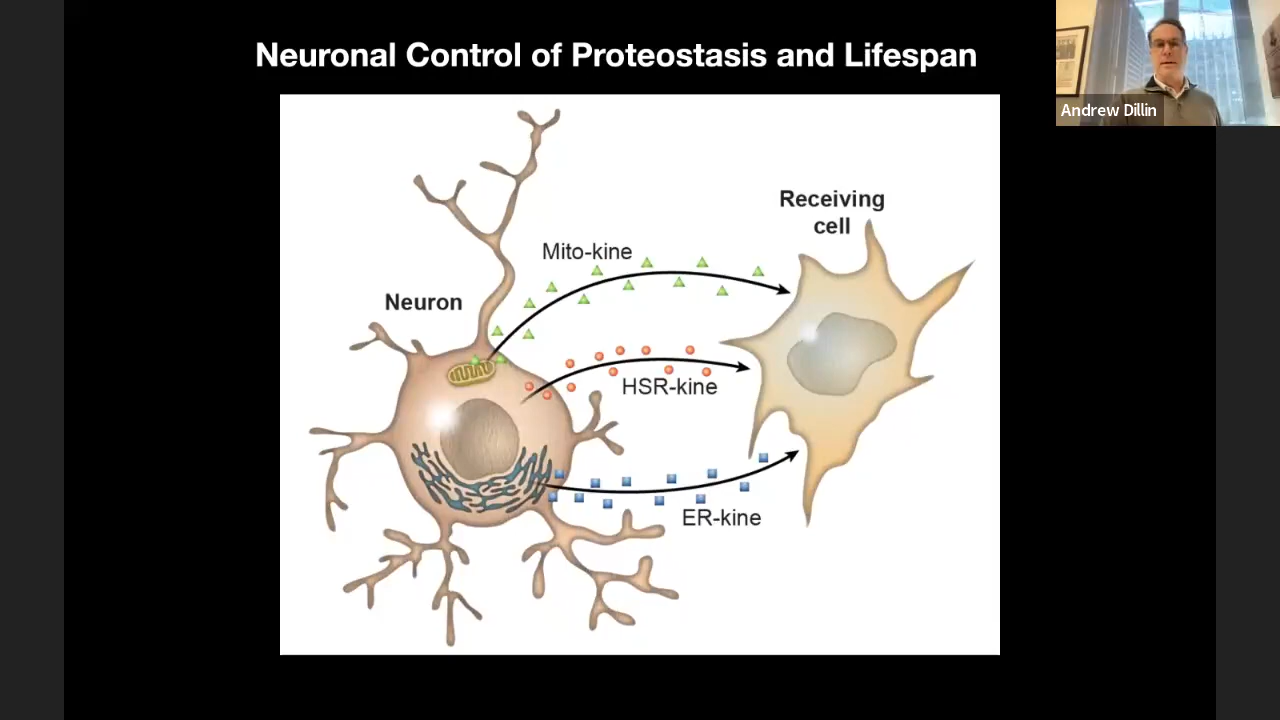 Neuronal Control of Proteostasis and Lifespan
Andrew Dillin
Receiving
cell
Mito-kine
Neuron
HSR-kine
ER-kine